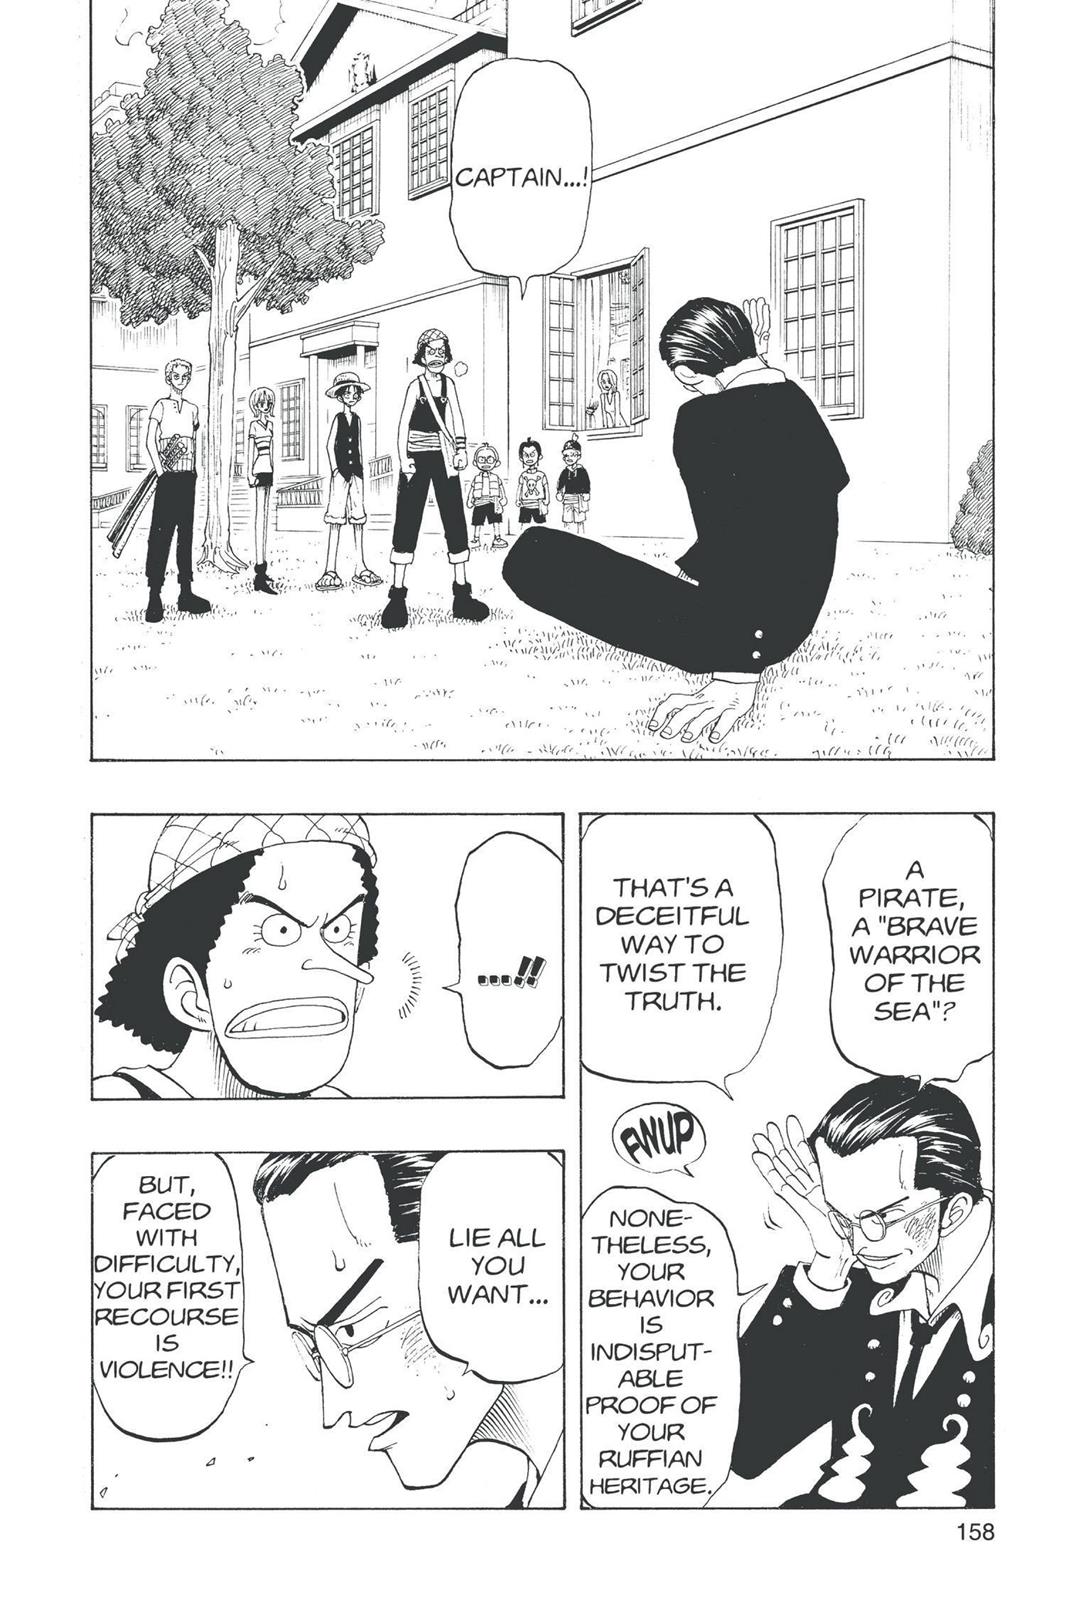 CAPTAIN...!
A
PIRATE,
A "BRAVE
WARRIOR
OF THE
SEA"?
THAT'S A
DECEITFUL
WAY TO
TWIST THE
TRUTH.
FWUP
NONE-
THELESS,
YOUR
BEHAVIOR
IS
INDISPUT-
ABLE
PROOF OF
YOUR
RUFFIAN
HERITAGE.
....!!
LIE ALL
YOU
WANT...
BUT,
FACED
WITH
DIFFICULTY,
YOUR FIRST
RECOURSE
IS
VIOLENCE!!
158